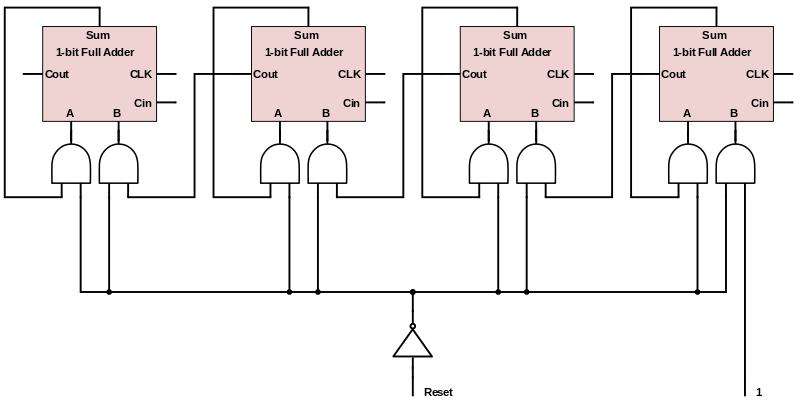 Sum
1-bit Full Adder
Cout CLK
Cin
A B
Sum
1-bit Full Adder
Cout CLK
Cin
A B
Sum
1-bit Full Adder
Cout CLK
Cin
A B
Sum
1-bit Full Adder
Cout CLK
Cin
A B
Reset
1